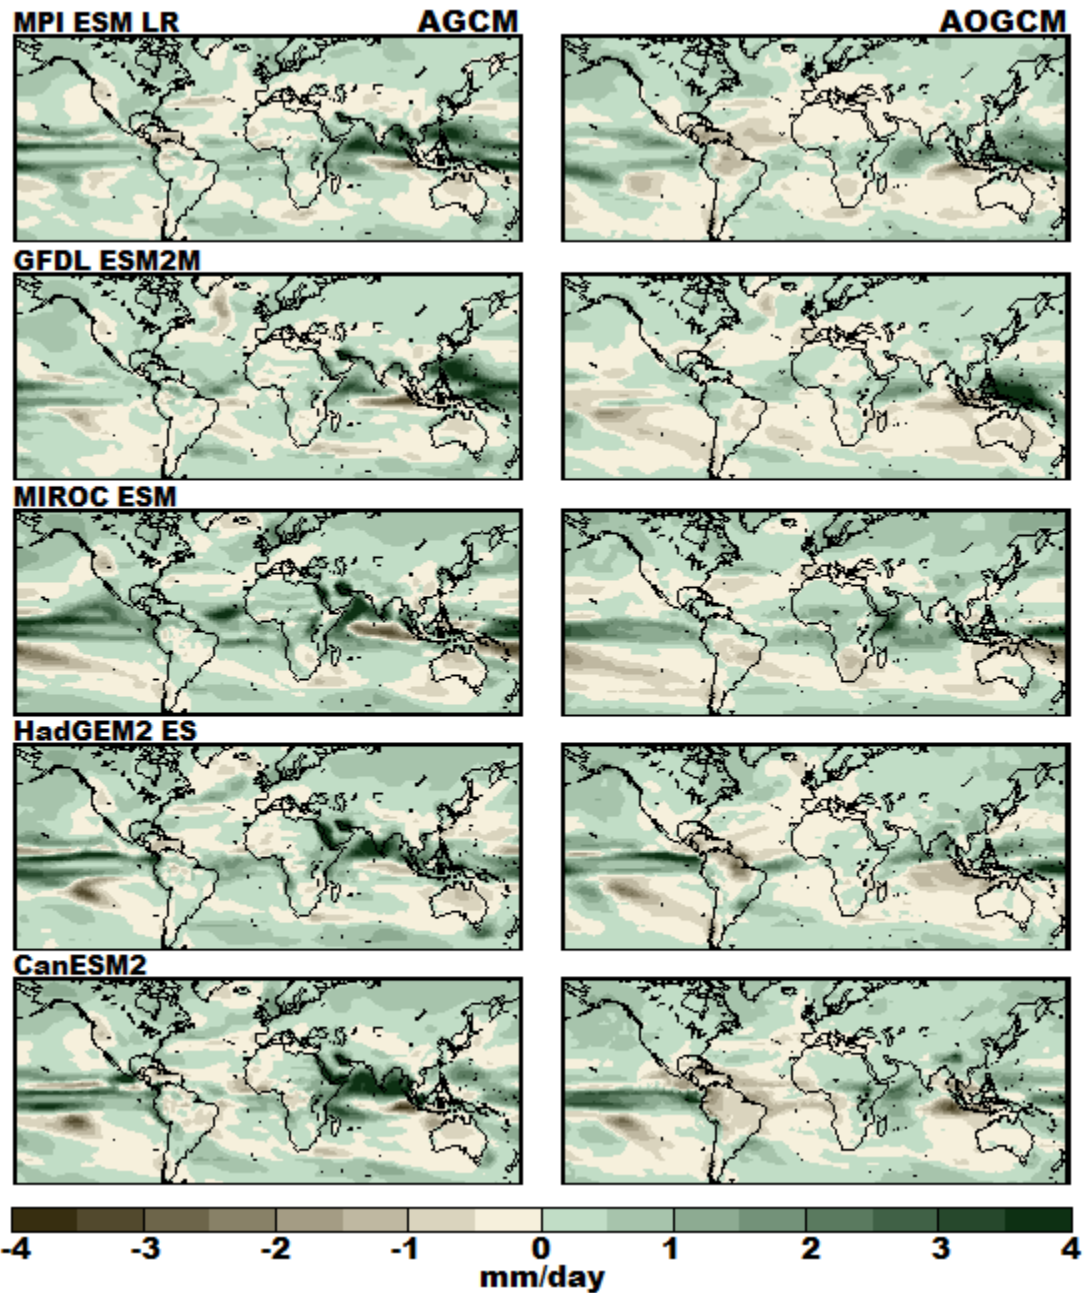 MPI ESM LR AGCM AOGCM
GFDL ESM2M
MIROC ESM
HadGEM2 ES
CanESM2
-4 -3 -2 -1 0 1 2 3 4
mm/day